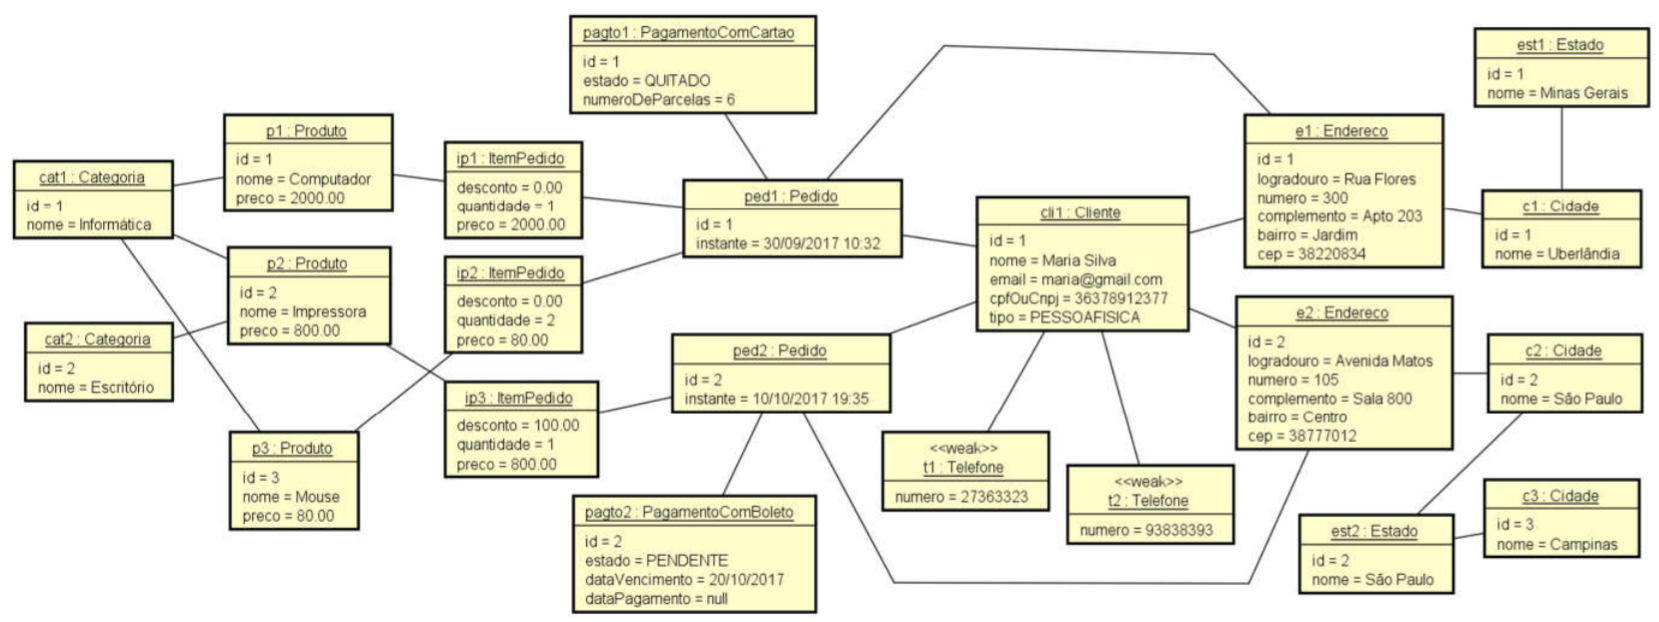 pagto1 : PagamentoComCartao
id = 1
estado = QUITADO
numeroDeParcelas = 6
est1 : Estado
id = 1
nome = Minas Gerais
p1 : Produto
id = 1
nome = Computador
preco = 2000.00
e1 : Endereco
id = 1
logradouro = Rua Flores
numero = 300
complemento = Apto 203
bairro = Jardim
cep = 38220834
ip1 : ItemPedido
desconto = 0.00
quantidade = 1
preco = 2000.00
cat1 : Categoria
id = 1
nome = Informática
ped1 : Pedido
id = 1
instante = 30/09/2017 10:32
cli1 : Cliente
id = 1
nome = Maria Silva
email = maria@gmail.com
cpfOuCnpj = 36378912377
tipo = PESSOAFISICA
c1 : Cidade
id = 1
nome = Uberlândia
p2 : Produto
id = 2
nome = Impressora
preco = 800.00
ip2 : ItemPedido
desconto = 0.00
quantidade = 2
preco = 80.00
e2 : Endereco
id = 2
logradouro = Avenida Matos
numero = 105
complemento = Sala 800
bairro = Centro
cep = 38777012
cat2 : Categoria
id = 2
nome = Escritório
ped2 : Pedido
id = 2
instante = 10/10/2017 19:35
c2 : Cidade
id = 2
nome = São Paulo
ip3 : ItemPedido
desconto = 100.00
quantidade = 1
preco = 800.00
p3 : Produto
id = 3
nome = Mouse
preco = 80.00
<<weak>>
t1 : Telefone
numero = 27363323
<<weak>>
t2 : Telefone
numero = 93838393
c3 : Cidade
id = 3
nome = Campinas
pagto2 : PagamentoComBoleto
id = 2
estado = PENDENTE
dataVencimento = 20/10/2017
dataPagamento = null
est2 : Estado
id = 2
nome = São Paulo